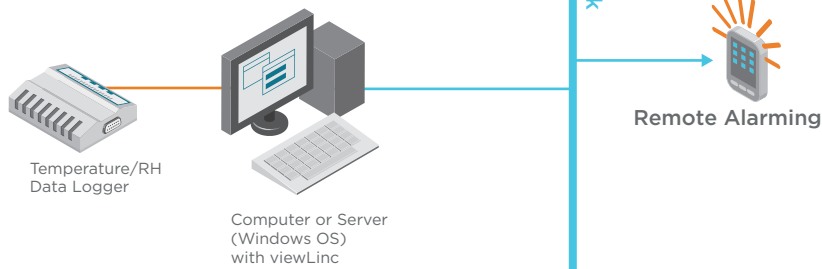 Remote Alarming
Temperature/RH
Data Logger
Computer or Server
(Windows OS)
with viewLinc